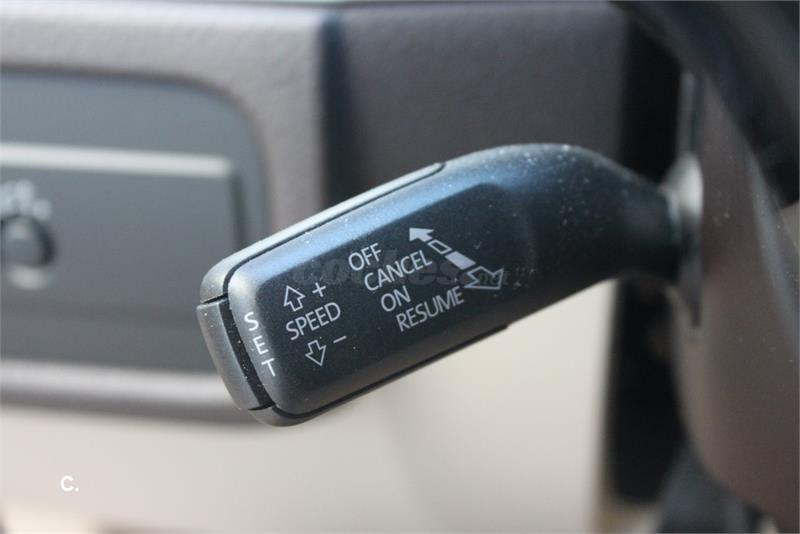 OFF
CANCEL
ON
RESUME
+
SPEED
–
SET
C.